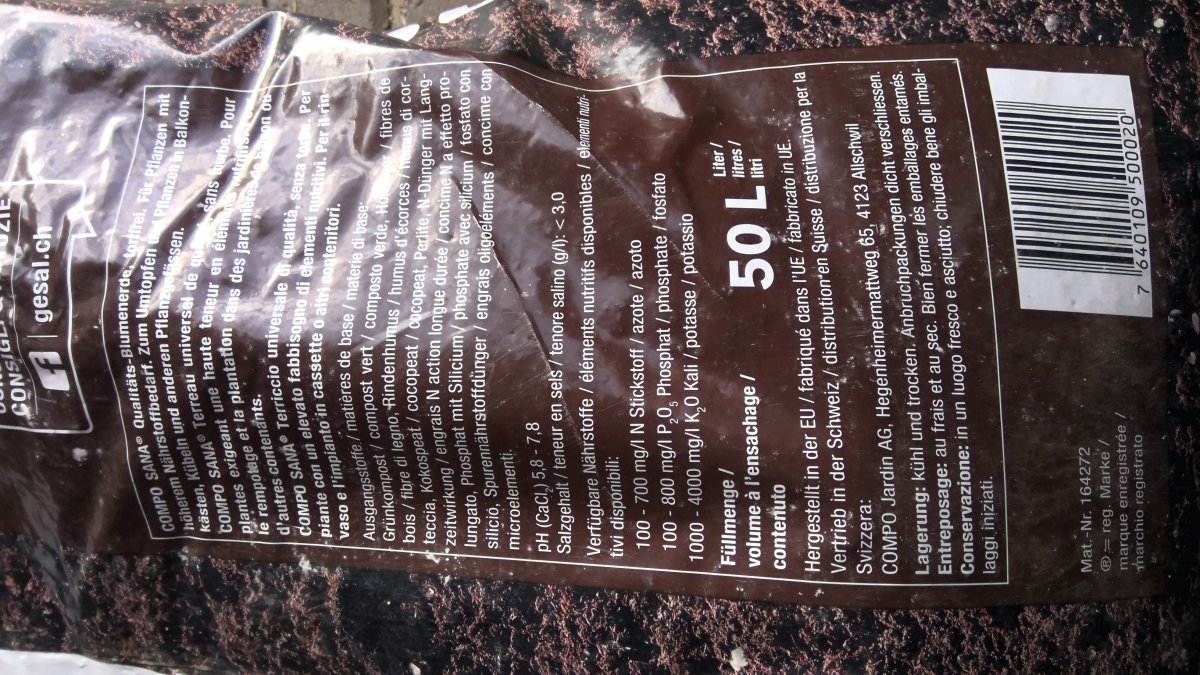 CONSIGLI
f | gesal.ch
COMPO SANA® Qualitäts-Blumenerde, torffrei. Für Pflanzen mit
höherem Nährstoffbedarf. Zum Umtopfen Pflanzen in Balkon-
kästen, Kübeln und anderen Pflanzgefässen.
COMPO SANA® Terreau universel de sans tourbe. Pour
plantes exigeant une haute teneur en éléments nutritifs.
le rempotage et la plantation dans des jardinières de balcon ou
d'autres contenants.
COMPO SANA® Terriccio universale di qualità, senza torba. Per
piante con un elevato fabbisogno di elementi nutritivi. Per il rin-
vaso e l'impianto in cassette o altri contenitori.
Ausgangsstoffe / matières de base / materie di base:
Grünkompost / compost vert / composto verde, / fibres de
bois / fibre di legno, Rindenhumus / humus d'écorces / humus di cor-
teccia, Kokospeat / cocopeat / cocopeat, Perlite, N-Dünger mit Lang-
zeitwirkung / engrais N action longue durée / concime N a effetto pro-
lungato, Phosphat mit Silicium / phosphate avec silicium / fosfato con
silicio, Spurennährstoffdünger / engrais oligoéléments / concime con
microelementi.
pH (CaCl₂) 5,8 - 7,8
Salzgehalt / teneur en sels / tenore salino (g/l): < 3,0
Verfügbare Nährstoffe / éléments nutritifs disponibles / elementi nutri-
tivi disponibili:
100 - 700 mg/l N Stickstoff / azote / azoto
100 - 800 mg/l P₂O₅ Phosphat / phosphate / fosfato
1000 - 4000 mg/l K₂O Kali / potasse / potassio
Füllmenge /
volume à l'ensachage /
contenuto
50 L
Liter /
litres /
litri
Hergestellt in der EU / fabriqué dans l'UE / fabbricato in UE.
Vertrieb in der Schweiz / distribution en Suisse / distribuzione per la
Svizzera:
COMPO Jardin AG, Hegenheimermattweg 65, 4123 Allschwil
Lagerung: kühl und trocken. Anbruchpackungen dicht verschliessen.
Entreposage: au frais et au sec. Bien fermer les emballages entamés.
Conservazione: in un luogo fresco e asciutto; chiudere bene gli imbal-
laggi iniziati.
7 640109 500020
Mat.-Nr. 164272
® = reg. Marke /
marque enregistrée /
marchio registrato